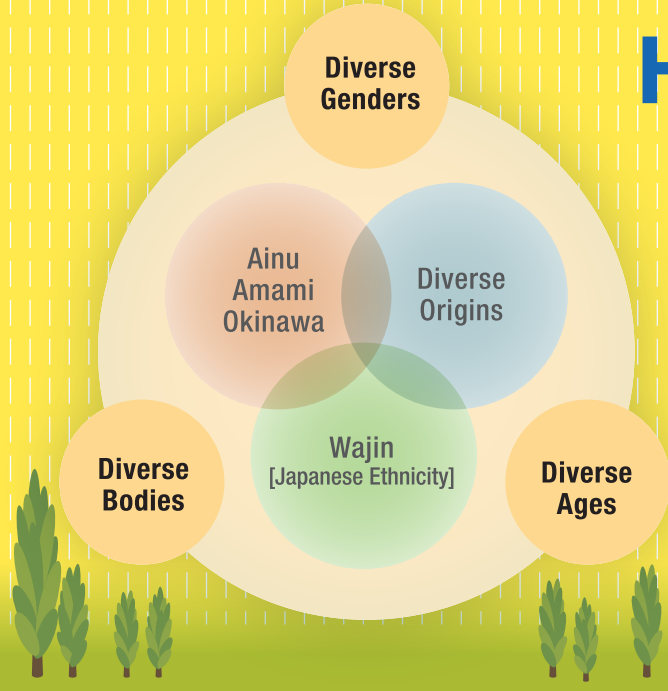 Diverse
Genders
H
Ainu
Amami
Okinawa
Diverse
Origins
Wajin
[Japanese Ethnicity]
Diverse
Bodies
Diverse
Ages